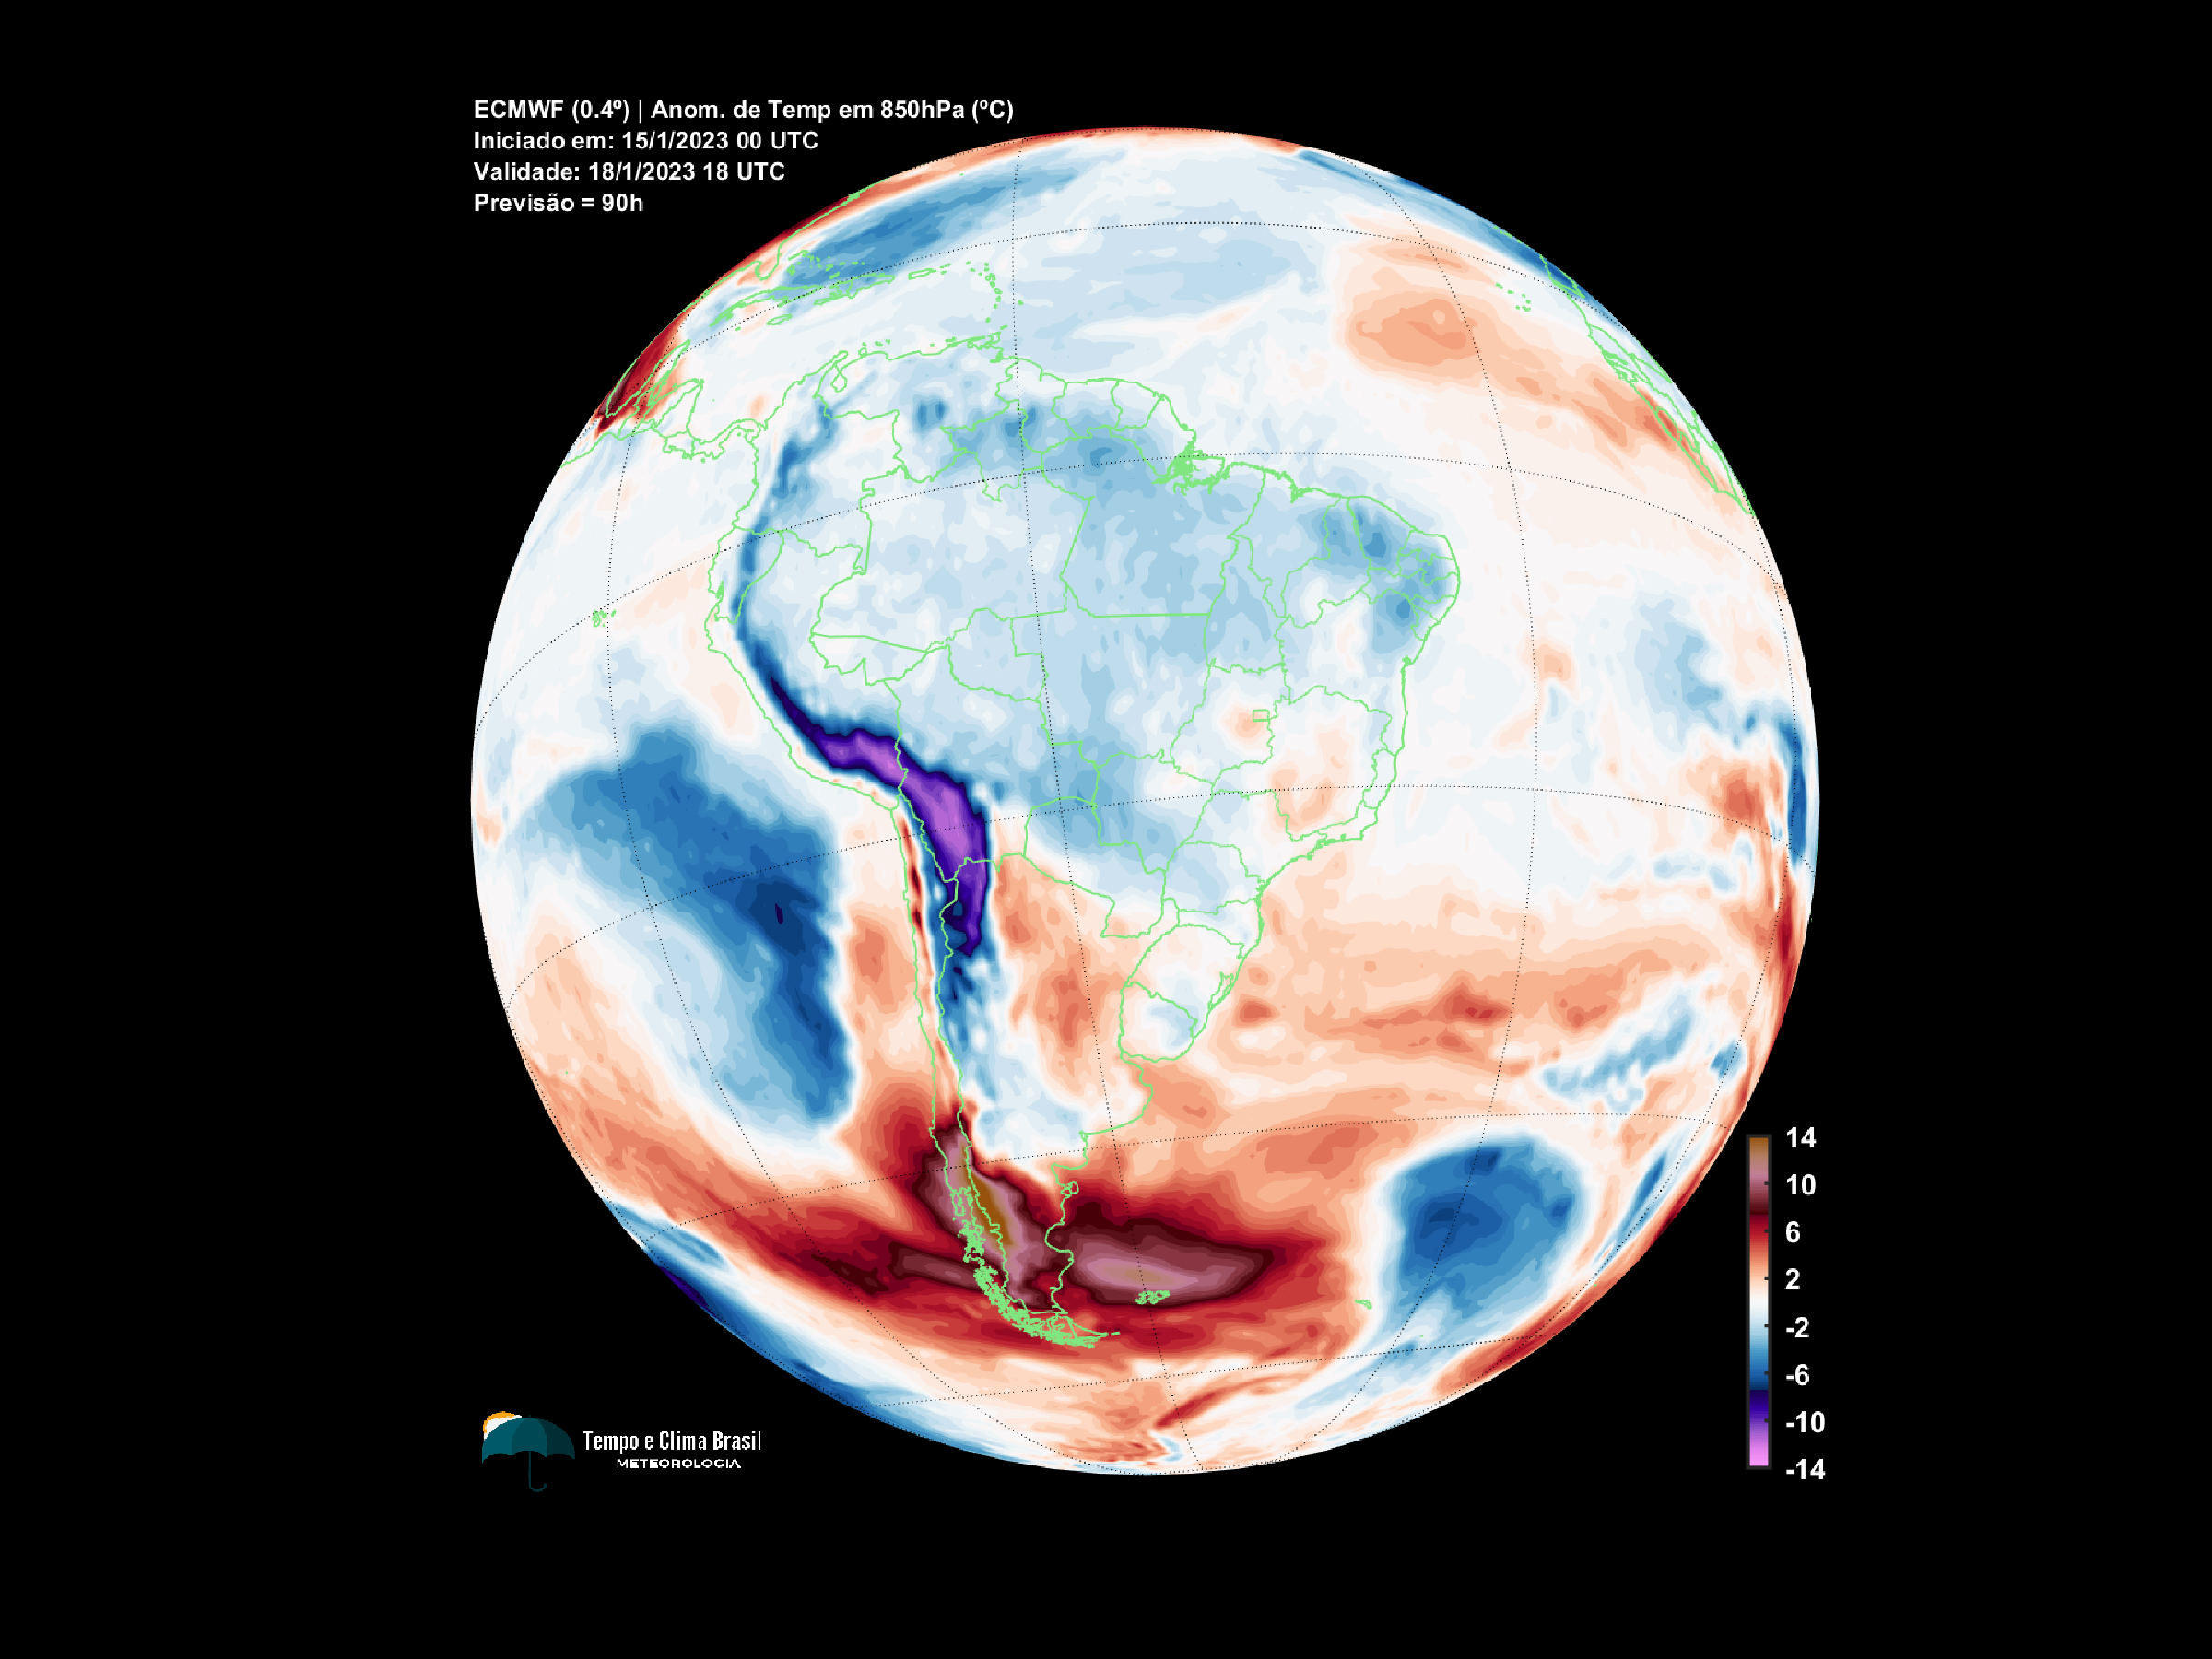 ECMWF (0.4º) | Anom. de Temp em 850hPa (ºC)
Iniciado em: 15/1/2023 00 UTC
Validade: 18/1/2023 18 UTC
Previsão = 90h
14
10
6
2
-2
-6
-10
-14
Tempo e Clima Brasil
METEOROLOGIA